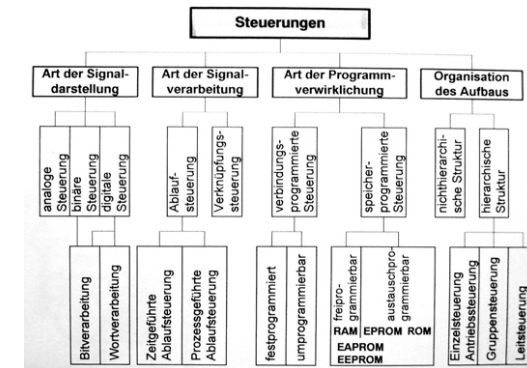 Steuerungen
Art der Signal-
darstellung
Art der Signal-
verarbeitung
Art der Programm-
verwirklichung
Organisation
des Aufbaus
analoge
Steuerung
binäre
Steuerung
digitale
Steuerung
Ablauf-
steuerung
Verknüpfungs-
steuerung
verbindungs-
programmierte
Steuerung
speicher-
programmierte
Steuerung
nichthierarchi-
sche Struktur
hierarchische
Struktur
Bitverarbeitung
Wortverarbeitung
Zeitgeführte
Ablaufsteuerung
Prozessgeführte
Ablaufsteuerung
festprogrammiert
umprogrammierbar
freipro-
grammierbar
austauschpro-
grammierbar
RAM EPROM ROM
EAPROM
EEPROM
Einzelsteuerung
Antriebssteuerung
Gruppensteuerung
Leitsteuerung